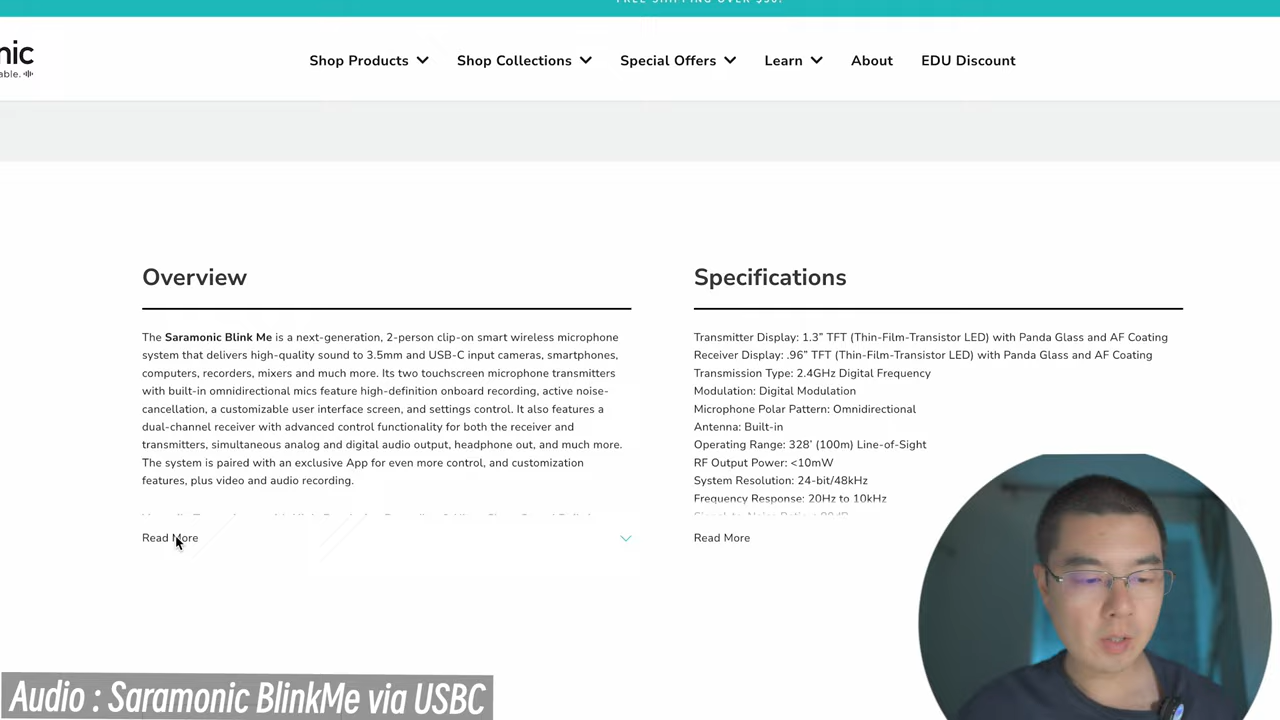 FREE SHIPPING OVER $50!
nic
able.
Shop Products
Shop Collections
Special Offers
Learn
About
EDU Discount
Overview
The Saramonic Blink Me is a next-generation, 2-person clip-on smart wireless microphone
system that delivers high-quality sound to 3.5mm and USB-C input cameras, smartphones,
computers, recorders, mixers and much more. Its two touchscreen microphone transmitters
with built-in omnidirectional mics feature high-definition onboard recording, active noise-
cancellation, a customizable user interface screen, and settings control. It also features a
dual-channel receiver with advanced control functionality for both the receiver and
transmitters, simultaneous analog and digital audio output, headphone out, and much more.
The system is paired with an exclusive App for even more control, and customization
features, plus video and audio recording.
Read More
Specifications
Transmitter Display: 1.3” TFT (Thin-Film-Transistor LED) with Panda Glass and AF Coating
Receiver Display: .96” TFT (Thin-Film-Transistor LED) with Panda Glass and AF Coating
Transmission Type: 2.4GHz Digital Frequency
Modulation: Digital Modulation
Microphone Polar Pattern: Omnidirectional
Antenna: Built-in
Operating Range: 328’ (100m) Line-of-Sight
RF Output Power: <10mW
System Resolution: 24-bit/48kHz
Frequency Response: 20Hz to 10kHz
Read More
Audio : Saramonic BlinkMe via USBC